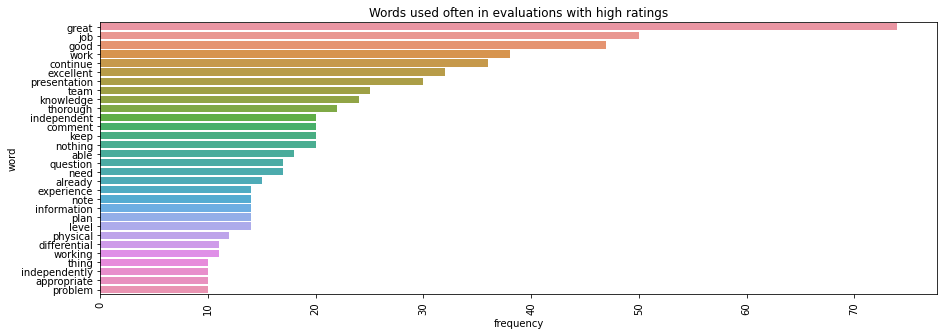 Words used often in evaluations with high ratings
great
job
good
work
continue
excellent
presentation
team
knowledge
thorough
independent
comment
keep
nothing
able
question
need
already
experience
note
information
plan
level
physical
differential
working
thing
independently
appropriate
problem
word
0 10 20 30 40 50 60 70
frequency